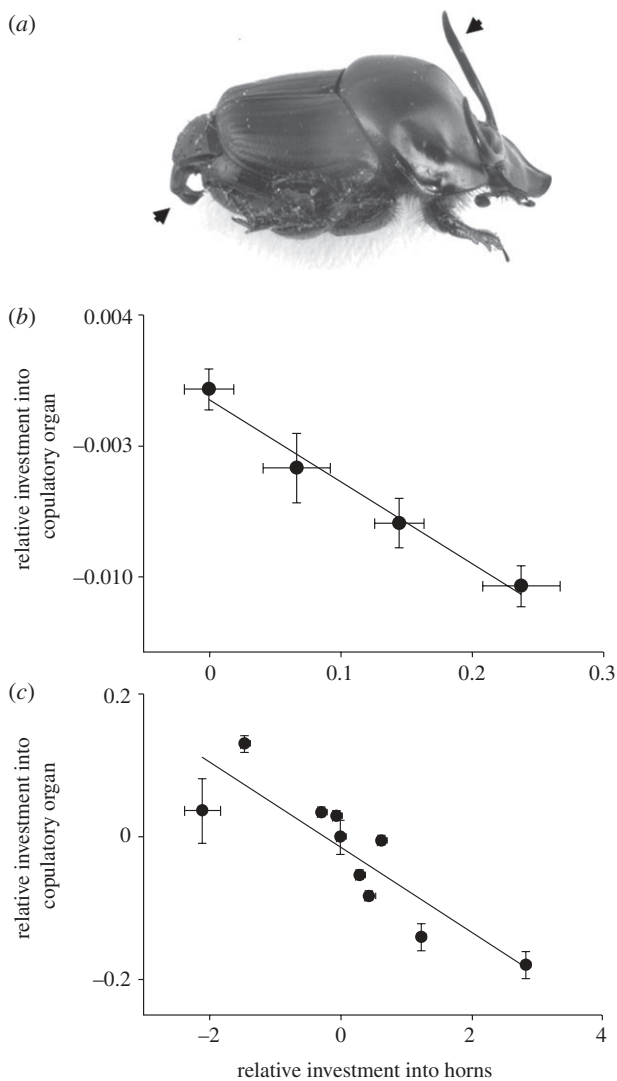 (a)
(b)
0.004
−0.003
−0.010
relative investment into
copulatory organ
0
0.1
0.2
0.3
(c)
0.2
0
−0.2
relative investment into
copulatory organ
−2
0
2
4
relative investment into horns